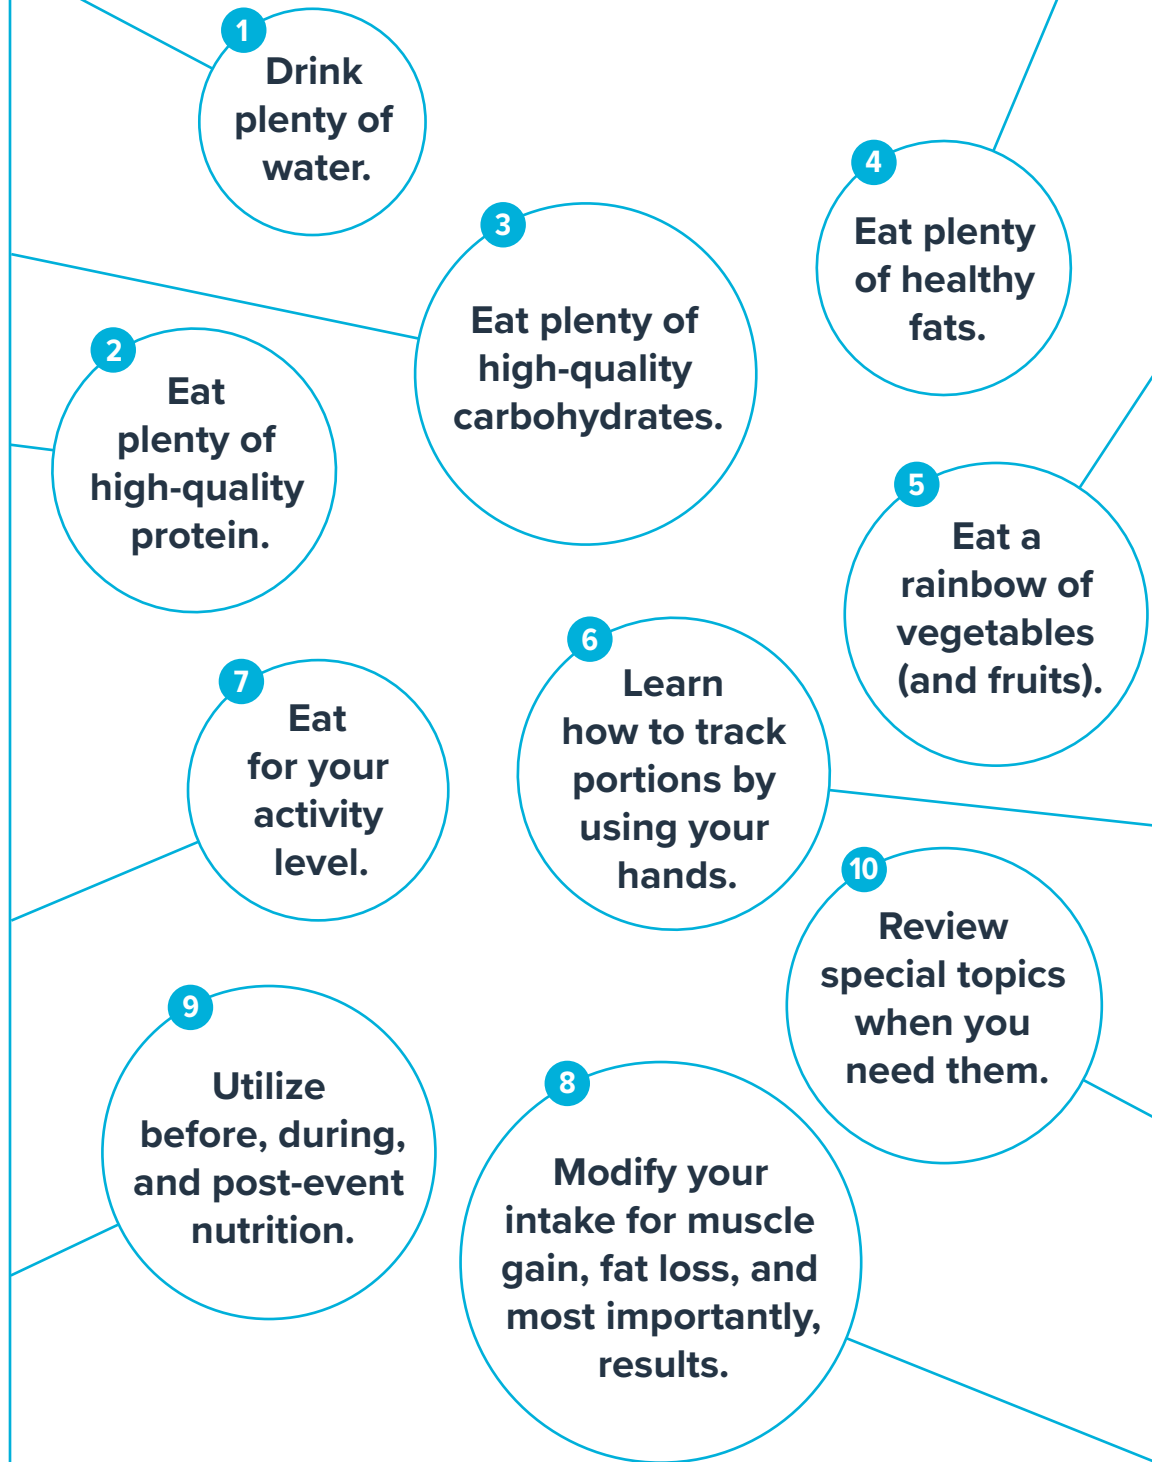 1
Drink
plenty of
water.
2
Eat
plenty of
high-quality
protein.
3
Eat plenty of
high-quality
carbohydrates.
4
Eat plenty
of healthy
fats.
5
Eat a
rainbow of
vegetables
(and fruits).
6
Learn
how to track
portions by
using your
hands.
7
Eat
for your
activity
level.
8
Modify your
intake for muscle
gain, fat loss, and
most importantly,
results.
9
Utilize
before, during,
and post-event
nutrition.
10
Review
special topics
when you
need them.